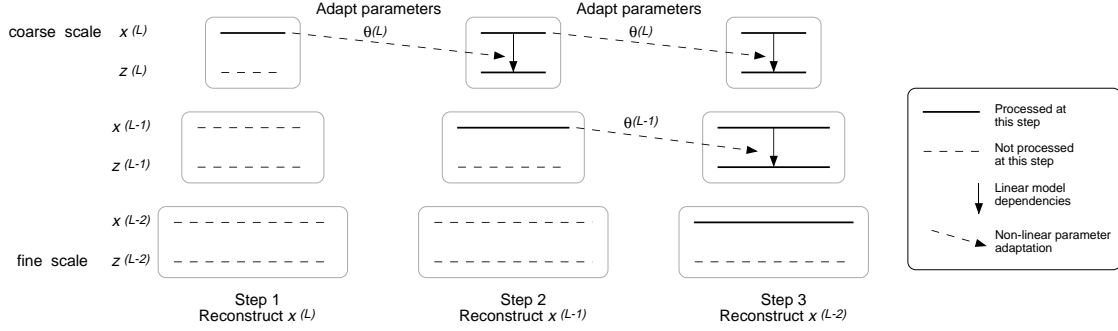 Adapt parameters
Adapt parameters
coarse scale x (L)
θ(L)
θ(L)
z (L)
x (L-1)
θ(L-1)
z (L-1)
x (L-2)
fine scale z (L-2)
Step 1
Reconstruct x (L)
Step 2
Reconstruct x (L-1)
Step 3
Reconstruct x (L-2)
Processed at
this step
Not processed
at this step
Linear model
dependencies
Non-linear parameter
adaptation